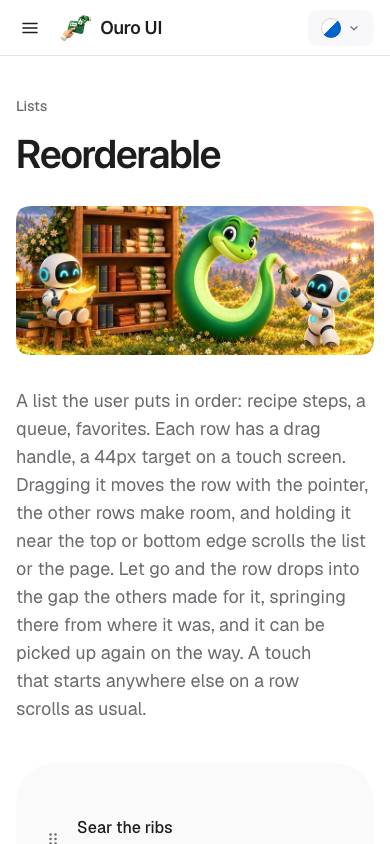 Ouro UI
Lists
Reorderable
A list the user puts in order: recipe steps, a
queue, favorites. Each row has a drag
handle, a 44px target on a touch screen.
Dragging it moves the row with the pointer,
the other rows make room, and holding it
near the top or bottom edge scrolls the list
or the page. Let go and the row drops into
the gap the others made for it, springing
there from where it was, and it can be
picked up again on the way. A touch
that starts anywhere else on a row
scrolls as usual.
Sear the ribs